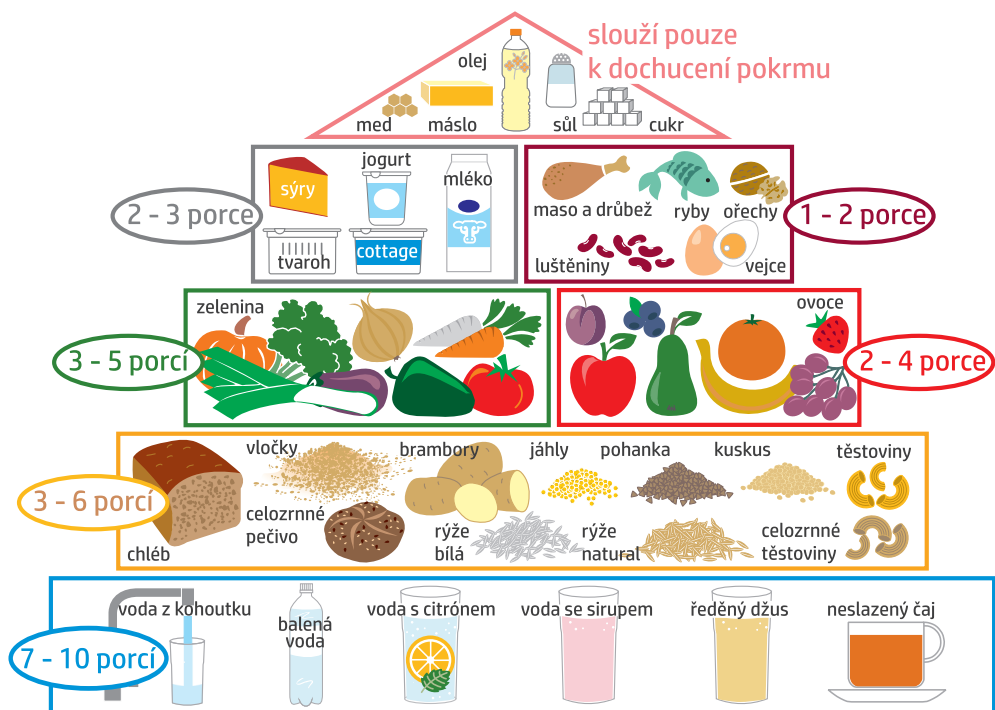 slouží pouze
k dochucení pokrmu
olej
med
máslo
sůl
cukr
2 - 3 porce
sýry
jogurt
mléko
tvaroh
cottage
maso a drůbež
ryby
ořechy
luštěniny
vejce
1 - 2 porce
3 - 5 porcí
zelenina
ovoce
2 - 4 porce
3 - 6 porcí
chléb
vločky
celozrnné
pečivo
brambory
rýže
bílá
jáhly
pohanka
rýže
natural
kuskus
těstoviny
celozrnné
těstoviny
7 - 10 porcí
voda z kohoutku
balená
voda
voda s citrónem
voda se sirupem
ředěný džus
neslazený čaj